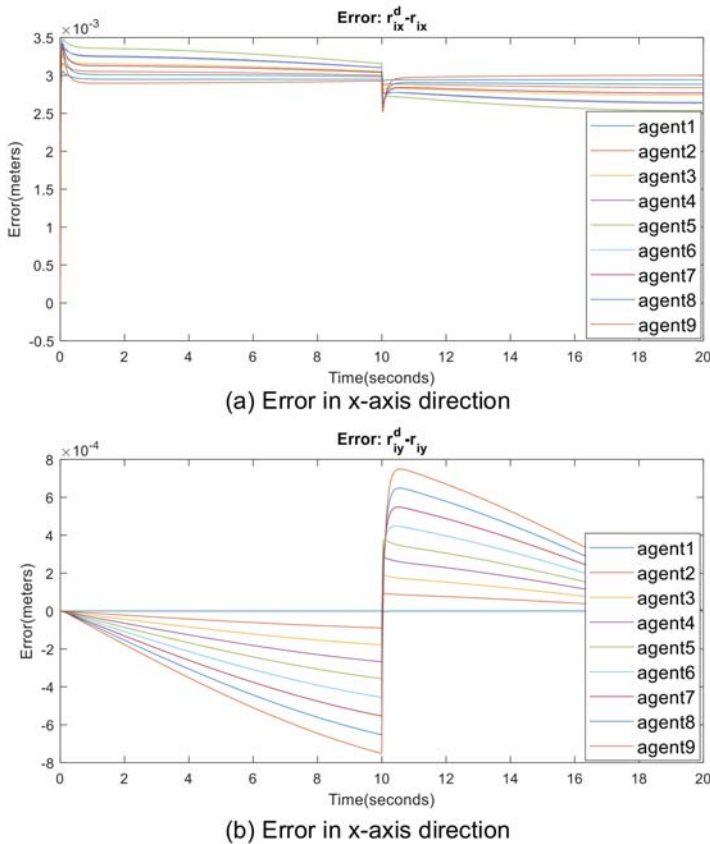 Error: r_ix^d-r_ix
×10^-3
3.5
3
2.5
2
1.5
1
0.5
0
-0.5
Error(meters)
agent1
agent2
agent3
agent4
agent5
agent6
agent7
agent8
agent9
0 2 4 6 8 10 12 14 16 18 20
Time(seconds)
(a) Error in x-axis direction
Error: r_iy^d-r_iy
×10^-4
8
6
4
2
0
-2
-4
-6
-8
Error(meters)
agent1
agent2
agent3
agent4
agent5
agent6
agent7
agent8
agent9
0 2 4 6 8 10 12 14 16 18 20
Time(seconds)
(b) Error in x-axis direction